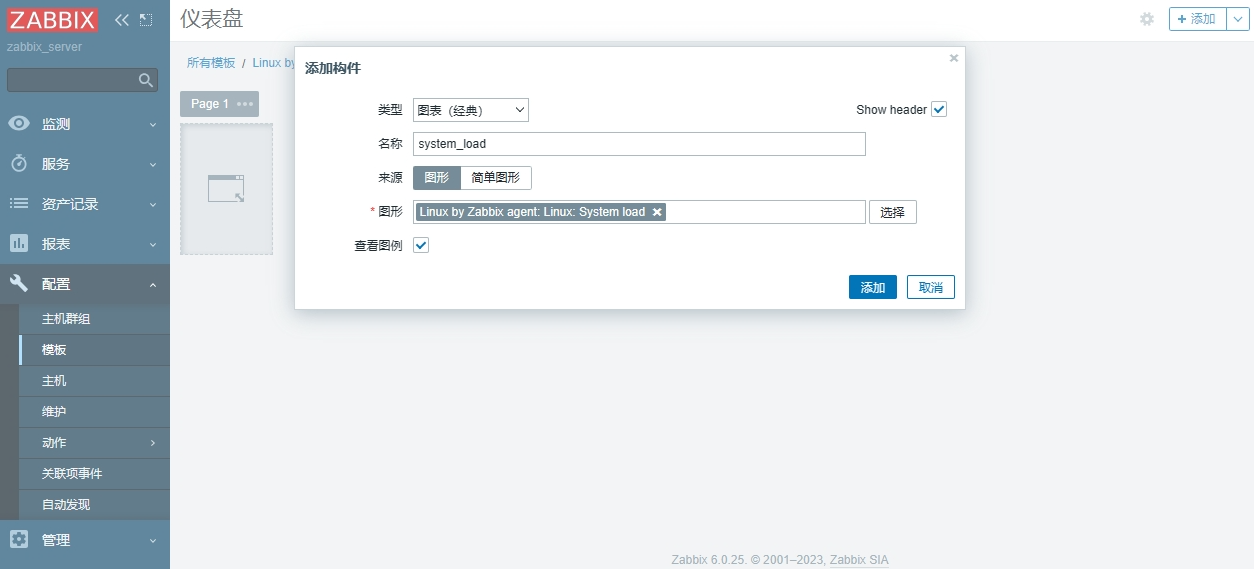 ZABBIX
zabbix_server
监测
服务
资产记录
报表
配置
主机群组
模板
主机
维护
动作
关联项事件
自动发现
管理
仪表盘
添加
所有模板 / Linux by
Page 1
添加构件
类型 图表（经典） Show header
名称 system_load
来源 图形 简单图形
* 图形 Linux by Zabbix agent: Linux: System load 选择
查看图例
添加 取消
Zabbix 6.0.25. © 2001–2023, Zabbix SIA